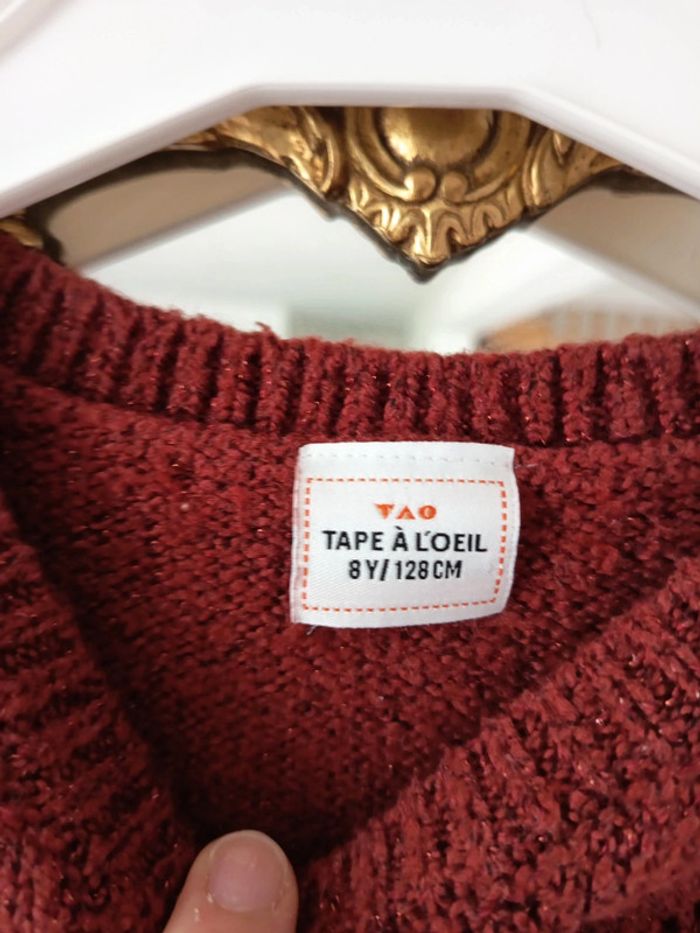 TAO
TAPE À L'OEIL
8Y/128CM